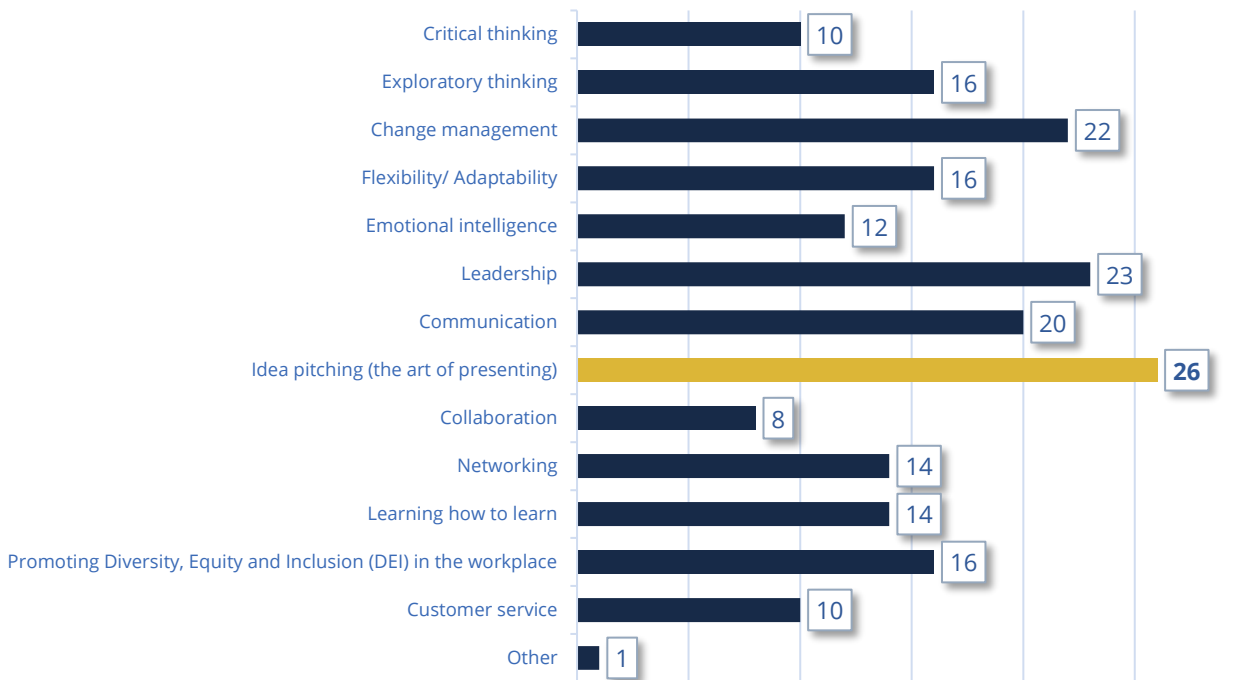 Critical thinking 10
Exploratory thinking 16
Change management 22
Flexibility/ Adaptability 16
Emotional intelligence 12
Leadership 23
Communication 20
Idea pitching (the art of presenting) 26
Collaboration 8
Networking 14
Learning how to learn 14
Promoting Diversity, Equity and Inclusion (DEI) in the workplace 16
Customer service 10
Other 1